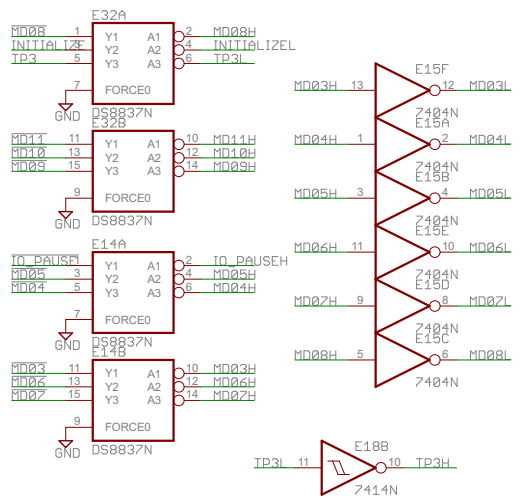 E32A
MD08 1 Y1 A1 2 MD08H
INITIALIZE 3 Y2 A2 4 INITIALIZEL
TP3 5 Y3 A3 6 TP3L
7 FORCE0
GND
DS8837N
E32B
MD11 11 Y1 A1 10 MD11H
MD10 13 Y2 A2 12 MD10H
MD09 15 Y3 A3 14 MD09H
9 FORCE0
GND
DS8837N
E14A
IO_PAUSE 1 Y1 A1 2 IO_PAUSEH
MD05 3 Y2 A2 4 MD05H
MD04 5 Y3 A3 6 MD04H
7 FORCE0
GND
DS8837N
E14B
MD03 11 Y1 A1 10 MD03H
MD06 13 Y2 A2 12 MD06H
MD07 15 Y3 A3 14 MD07H
9 FORCE0
GND
DS8837N
E15F
MD03H 13 12 MD03L
7404N
E15A
MD04H 1 2 MD04L
7404N
E15B
MD05H 3 4 MD05L
7404N
E15E
MD06H 11 10 MD06L
7404N
E15D
MD07H 9 8 MD07L
7404N
E15C
MD08H 5 6 MD08L
7404N
E18B
TP3L 11 10 TP3H
7414N